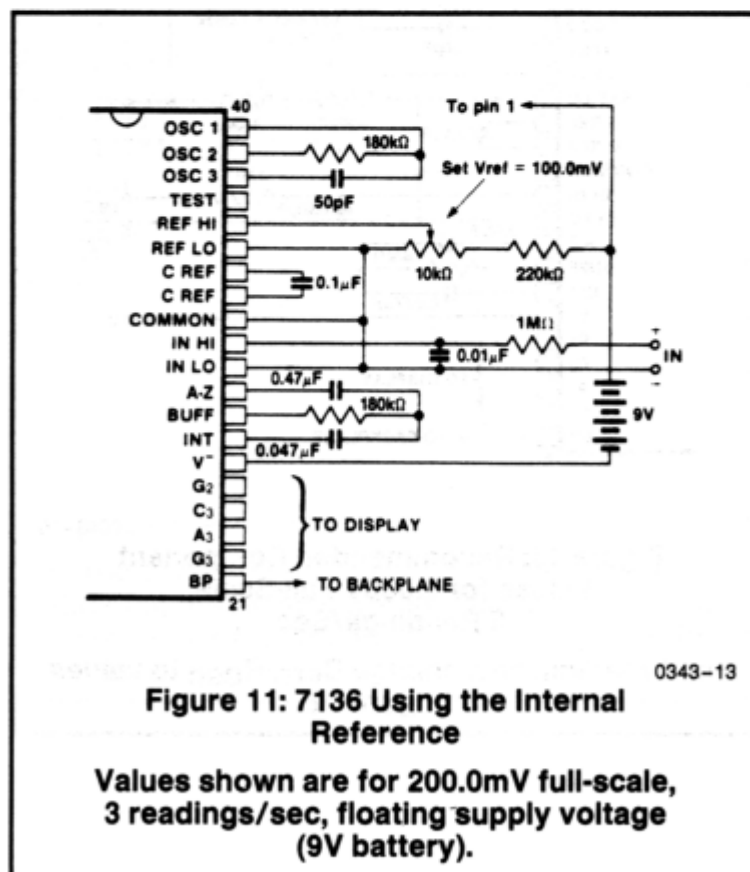 40
To pin 1
OSC 1
180kΩ
OSC 2
Set Vref = 100.0mV
OSC 3
50pF
TEST
REF HI
REF LO
10kΩ
220kΩ
C REF
0.1µF
C REF
COMMON
1MΩ
+
IN HI
0.01µF
IN
IN LO
−
0.47µF
A-Z
180kΩ
BUFF
9V
INT
0.047µF
V⁻
G2
C3
TO DISPLAY
A3
G3
BP
TO BACKPLANE
21
0343–13
Figure 11: 7136 Using the Internal
Reference
Values shown are for 200.0mV full-scale,
3 readings/sec, floating supply voltage
(9V battery).